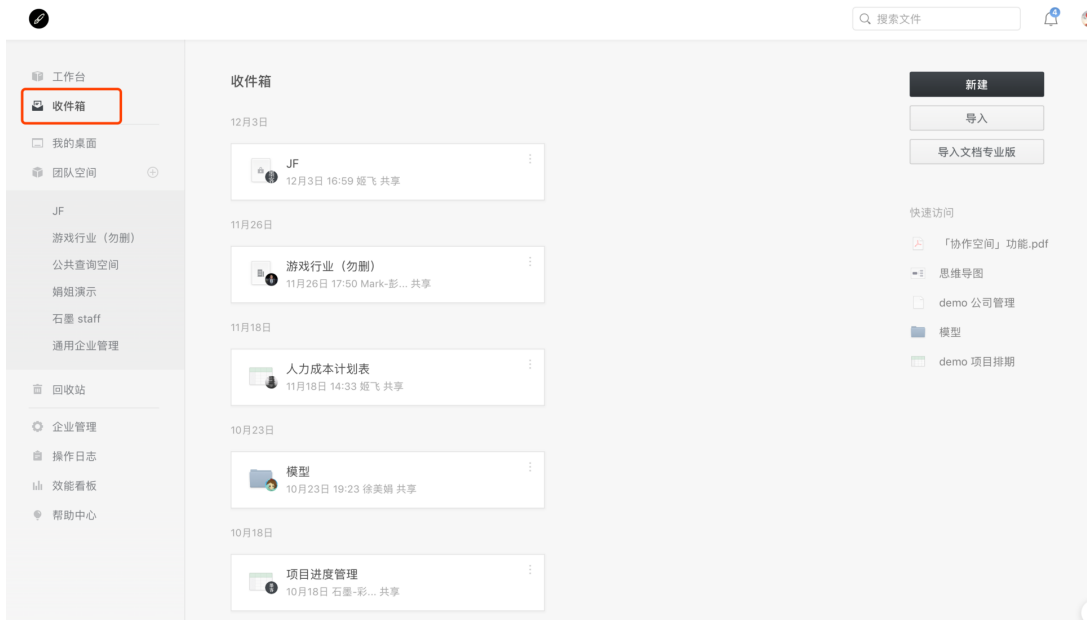 搜索文件
4
工作台
收件箱
我的桌面
团队空间
JF
游戏行业（勿删）
公共查询空间
娟姐演示
石墨 staff
通用企业管理
回收站
企业管理
操作日志
效能看板
帮助中心
收件箱
12月3日
JF
12月3日 16:59 姬飞 共享
11月26日
游戏行业（勿删）
11月26日 17:50 Mark-彭... 共享
11月18日
人力成本计划表
11月18日 14:33 姬飞 共享
10月23日
模型
10月23日 19:23 徐美娟 共享
10月18日
项目进度管理
10月18日 石墨-彩... 共享
新建
导入
导入文档专业版
快速访问
「协作空间」功能.pdf
思维导图
demo 公司管理
模型
demo 项目排期